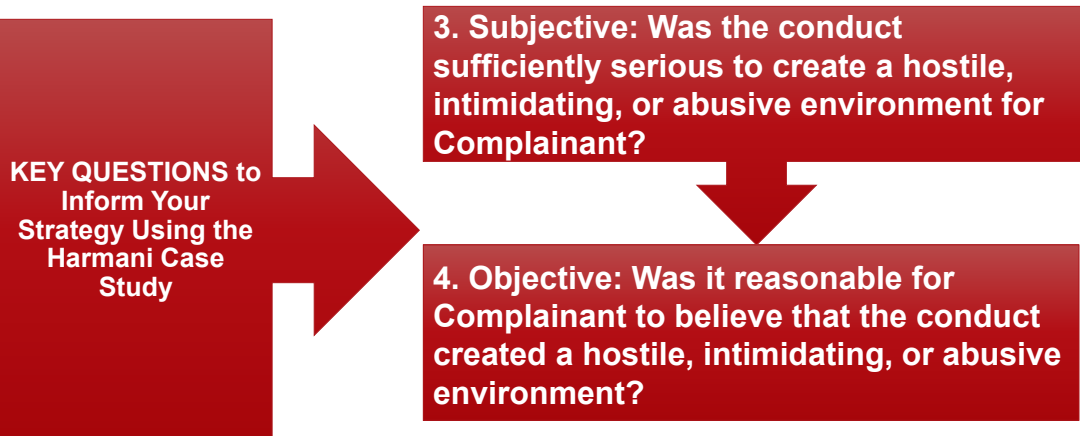 KEY QUESTIONS to
Inform Your
Strategy Using the
Harmani Case
Study
3. Subjective: Was the conduct
sufficiently serious to create a hostile,
intimidating, or abusive environment for
Complainant?
4. Objective: Was it reasonable for
Complainant to believe that the conduct
created a hostile, intimidating, or abusive
environment?